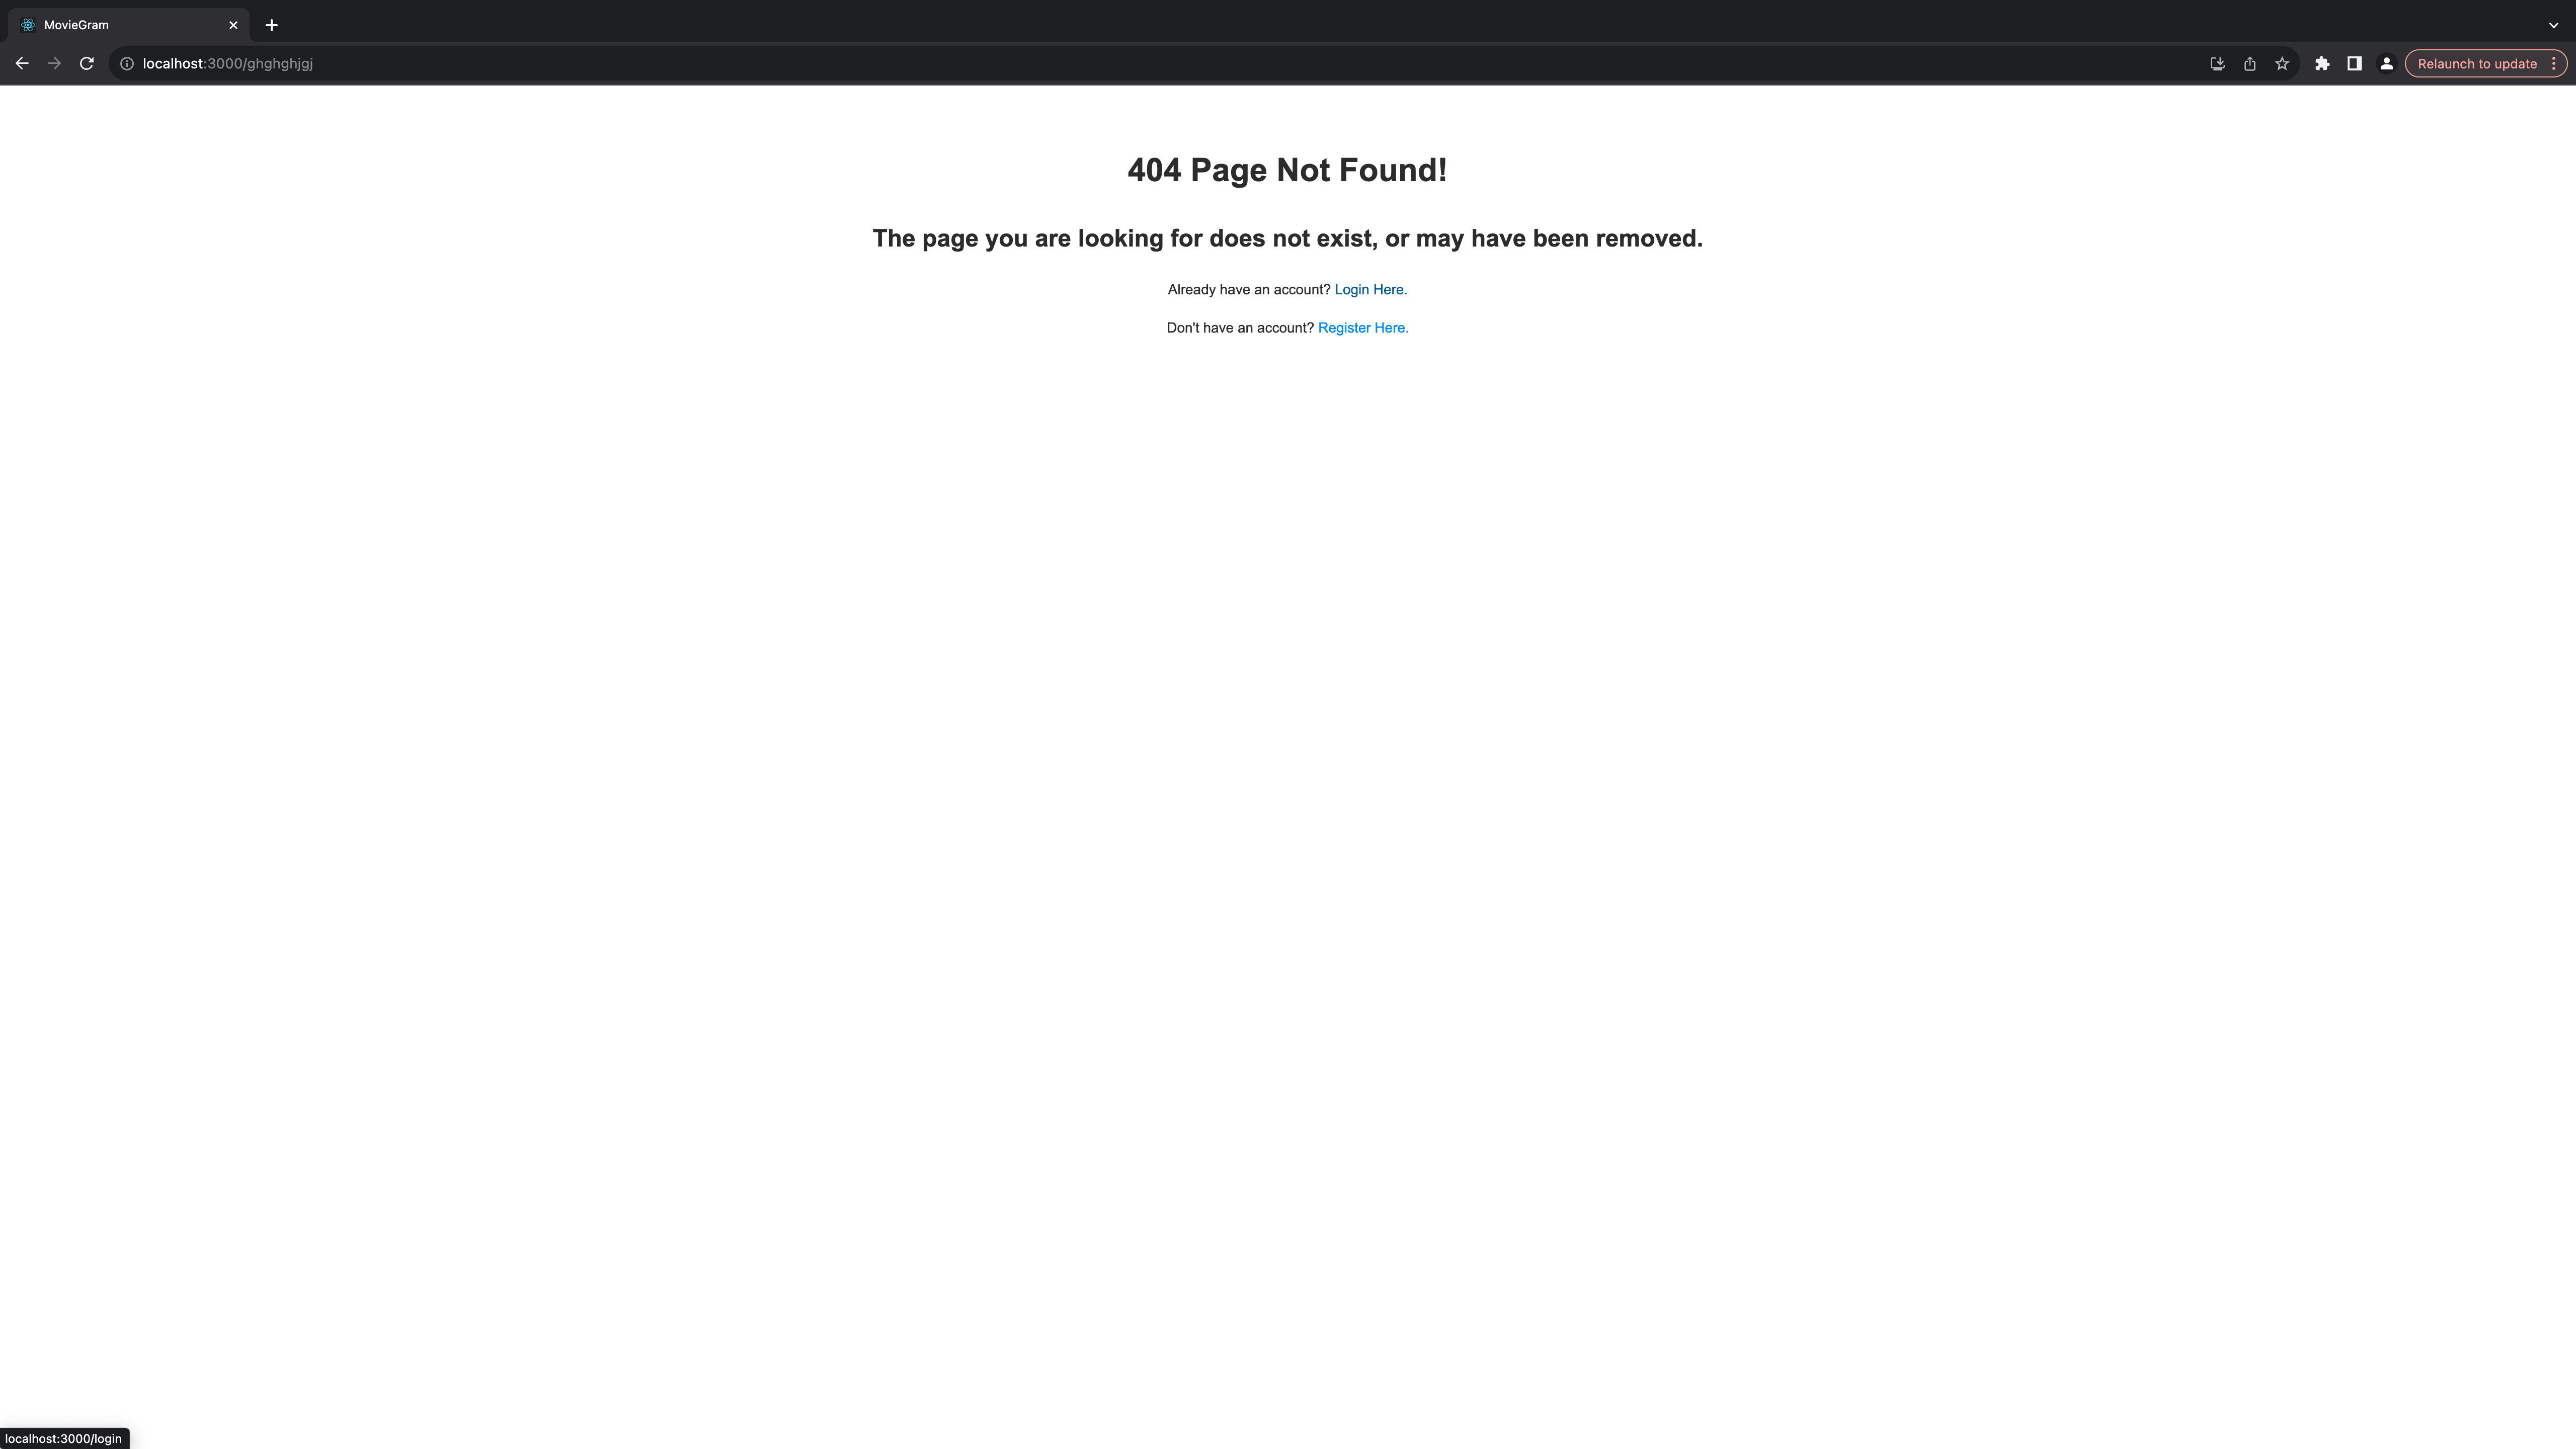 MovieGram
localhost:3000/ghghghjgj
Relaunch to update
404 Page Not Found!
The page you are looking for does not exist, or may have been removed.
Already have an account? Login Here.
Don't have an account? Register Here.
localhost:3000/login